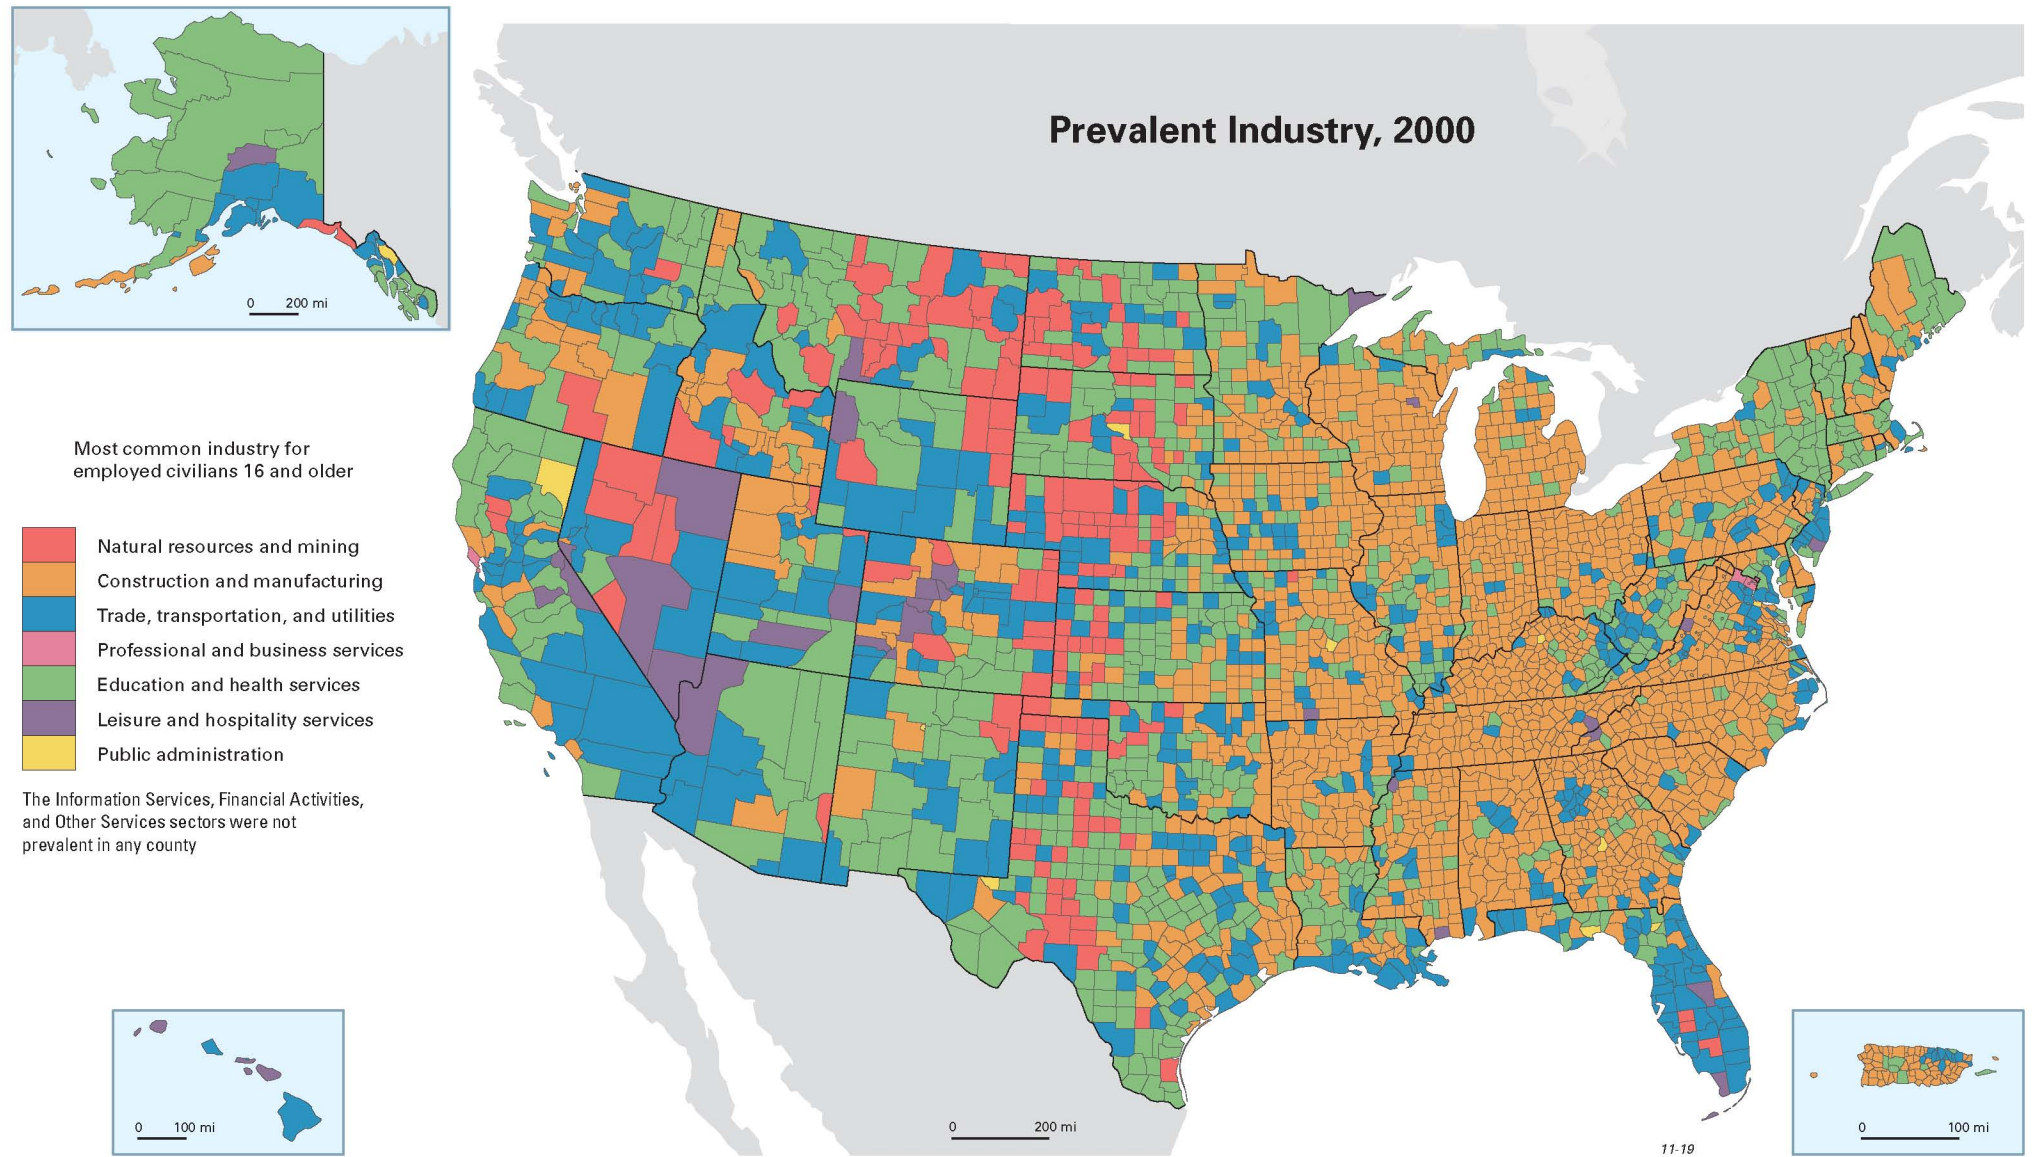 0 200 mi
Prevalent Industry, 2000
Most common industry for
employed civilians 16 and older
Natural resources and mining
Construction and manufacturing
Trade, transportation, and utilities
Professional and business services
Education and health services
Leisure and hospitality services
Public administration
The Information Services, Financial Activities,
and Other Services sectors were not
prevalent in any county
0 100 mi
0 200 mi
0 100 mi
11-19